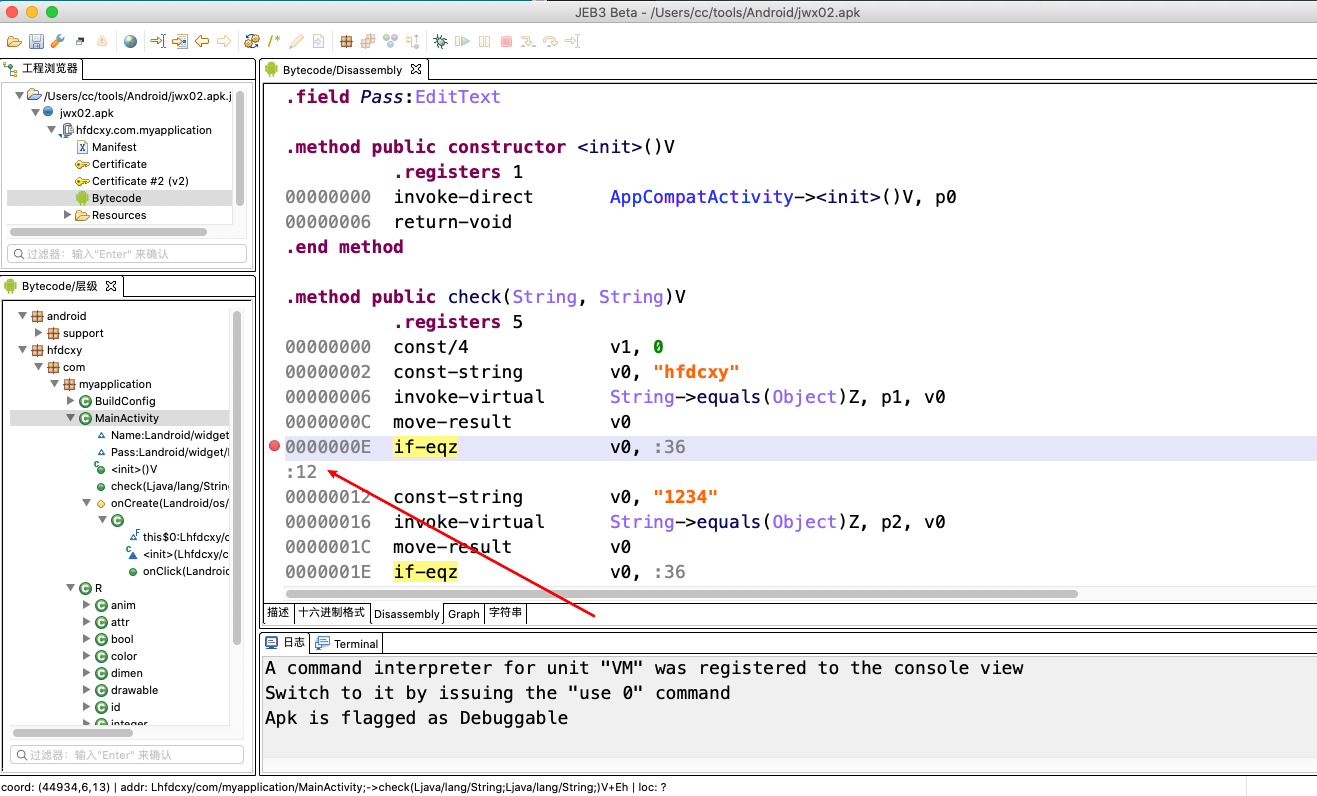 JEB3 Beta - /Users/cc/tools/Android/jwx02.apk
工程浏览器
/Users/cc/tools/Android/jwx02.apk.j
jwx02.apk
hfdcxy.com.myapplication
Manifest
Certificate
Certificate #2 (v2)
Bytecode
Resources
过滤器：输入"Enter" 来确认
Bytecode/层级
android
support
hfdcxy
com
myapplication
BuildConfig
MainActivity
Name:Landroid/widget
Pass:Landroid/widget/
<init>()V
check(Ljava/lang/Strin
onCreate(Landroid/os/
this$0:Lhfdcxy/c
<init>(Lhfdcxy/c
onClick(Landroid
R
anim
attr
bool
color
dimen
drawable
id
integer
过滤器：输入"Enter" 来确认
Bytecode/Disassembly
.field Pass:EditText
.method public constructor <init>()V
.registers 1
00000000 invoke-direct AppCompatActivity-><init>()V, p0
00000006 return-void
.end method
.method public check(String, String)V
.registers 5
00000000 const/4 v1, 0
00000002 const-string v0, "hfdcxy"
00000006 invoke-virtual String->equals(Object)Z, p1, v0
0000000C move-result v0
0000000E if-eqz v0, :36
:12
00000012 const-string v0, "1234"
00000016 invoke-virtual String->equals(Object)Z, p2, v0
0000001C move-result v0
0000001E if-eqz v0, :36
描述 十六进制格式 Disassembly Graph 字符串
日志 Terminal
A command interpreter for unit "VM" was registered to the console view
Switch to it by issuing the "use 0" command
Apk is flagged as Debuggable
coord: (44934,6,13) | addr: Lhfdcxy/com/myapplication/MainActivity;->check(Ljava/lang/String;Ljava/lang/String;)V+Eh | loc: ?